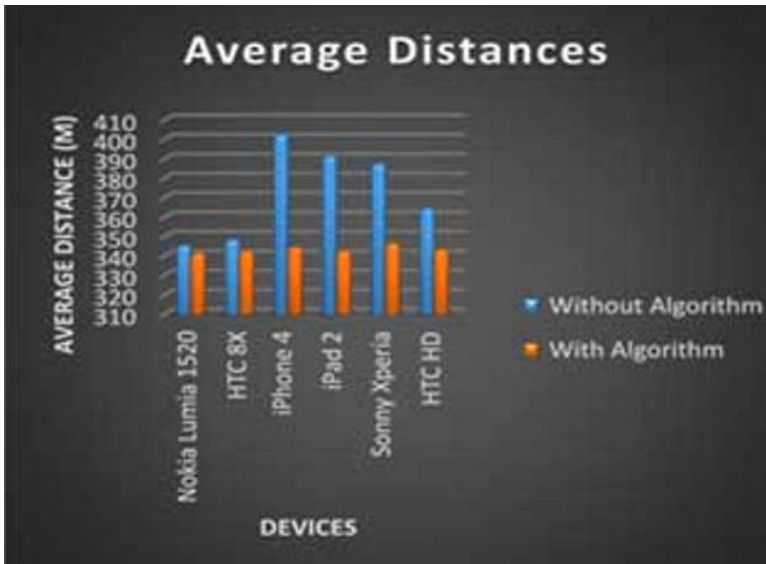 Average Distances
AVERAGE DISTANCE (M)
410
400
390
380
370
360
350
340
330
320
310
Nokia Lumia 1520
HTC 8X
iPhone 4
iPad 2
Sonny Xperia
HTC HD
DEVICES
Without Algorithm
With Algorithm